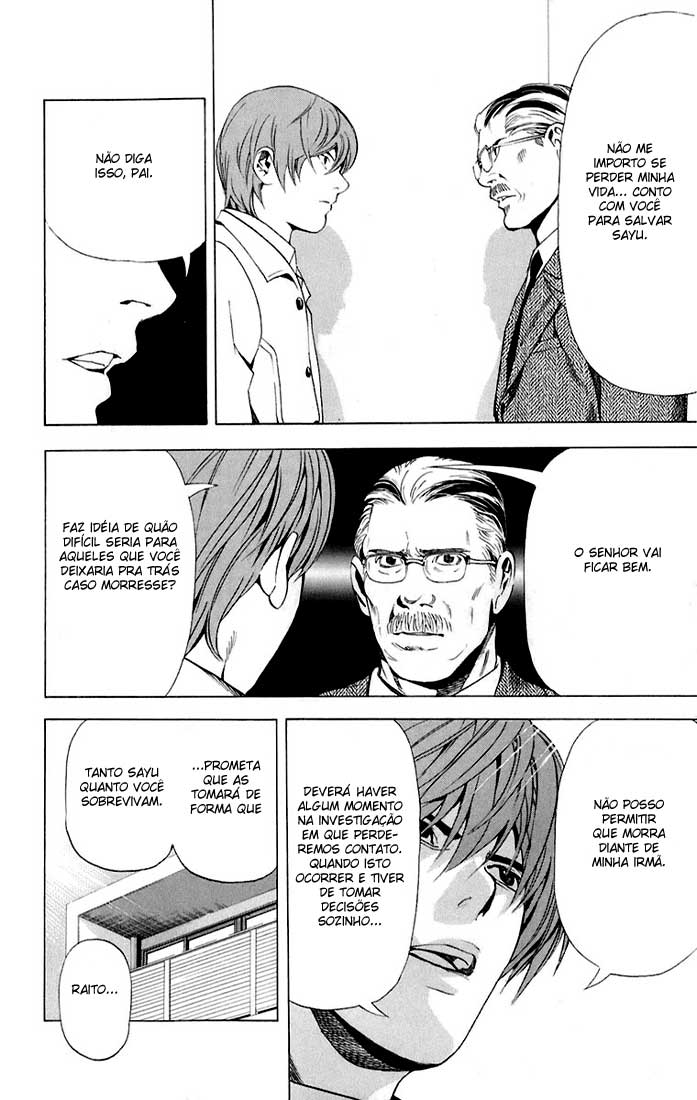 NÃO ME
IMPORTO SE
PERDER MINHA
VIDA... CONTO
COM VOCÊ
PARA SALVAR
SAYU.
NÃO DIGA
ISSO, PAI.
O SENHOR VAI
FICAR BEM.
FAZ IDÉIA DE QUÃO
DIFÍCIL SERIA PARA
AQUELES QUE VOCÊ
DEIXARIA PRA TRÁS
CASO MORRESSE?
NÃO POSSO
PERMITIR
QUE MORRA
DIANTE DE
MINHA IRMÃ.
DEVERÁ HAVER
ALGUM MOMENTO
NA INVESTIGAÇÃO
EM QUE PERDE-
REMOS CONTATO.
QUANDO ISTO
OCORRER E TIVER
DE TOMAR
DECISÕES
SOZINHO...
...PROMETA
QUE AS
TOMARÁ DE
FORMA QUE
TANTO SAYU
QUANTO VOCÊ
SOBREVIVAM.
RAITO...